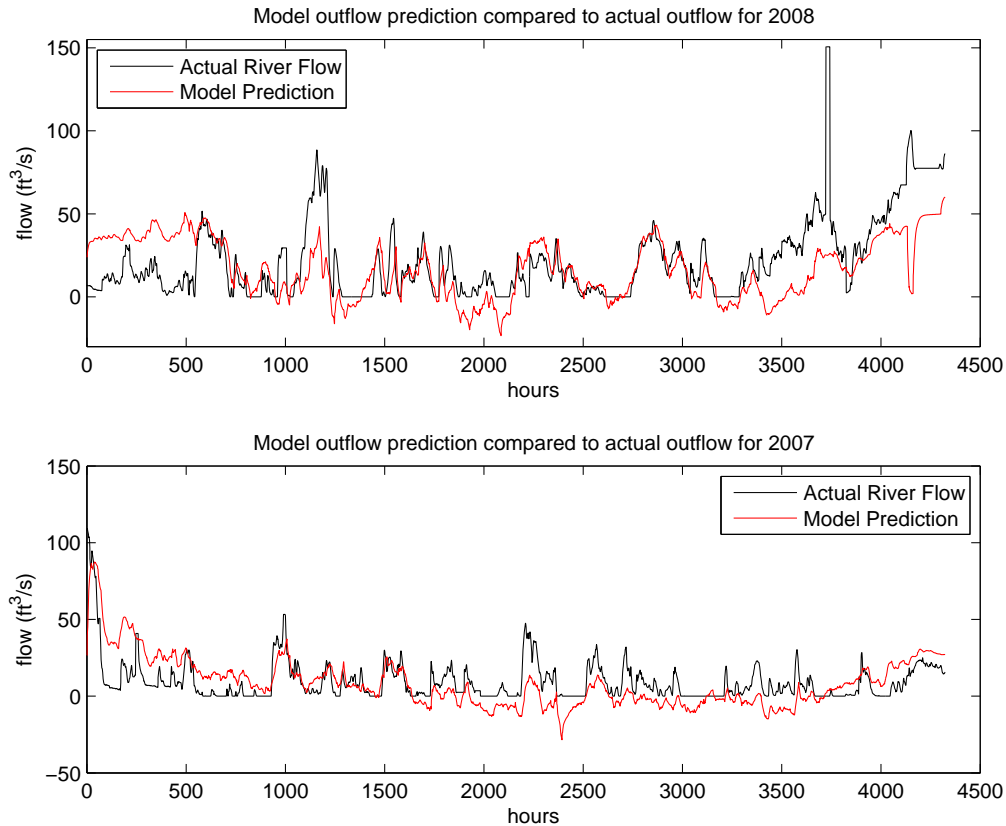 Model outflow prediction compared to actual outflow for 2008
150
100
50
0
flow (ft³/s)
Actual River Flow
Model Prediction
0 500 1000 1500 2000 2500 3000 3500 4000 4500
hours
Model outflow prediction compared to actual outflow for 2007
150
100
50
0
−50
flow (ft³/s)
Actual River Flow
Model Prediction
0 500 1000 1500 2000 2500 3000 3500 4000 4500
hours